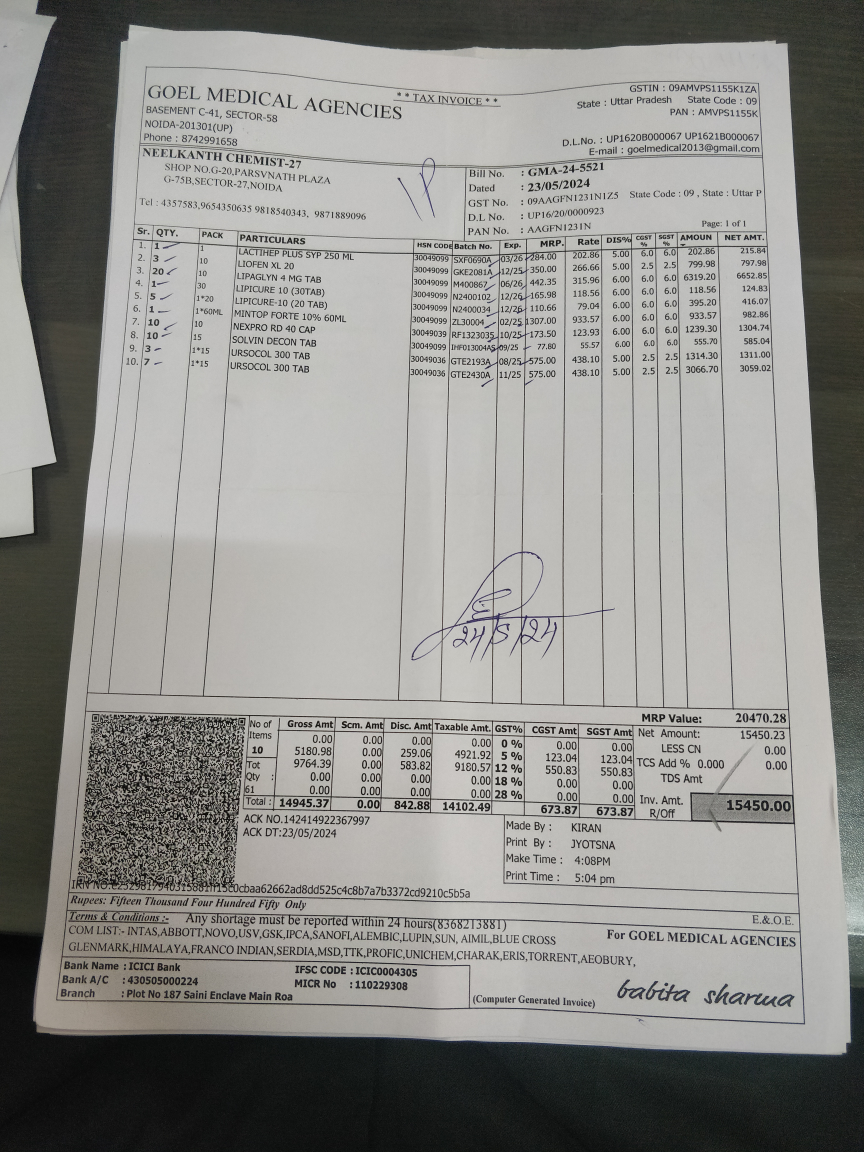 ** TAX INVOICE **
GOEL MEDICAL AGENCIES
BASEMENT C-41, SECTOR-58
NOIDA-201301(UP)
Phone : 8742991658
GSTIN : 09AMVPS1155K1ZA
State : Uttar Pradesh State Code : 09
PAN : AMVPS1155K
D.L.No. : UP1620B000067 UP1621B000067
E-mail : goelmedical2013@gmail.com
NEELKANTH CHEMIST-27
SHOP NO.G-20,PARSVNATH PLAZA
G-75B,SECTOR-27,NOIDA
Tel : 4357583,9654350635 9818540343, 9871889096
Bill No. : GMA-24-5521
Dated : 23/05/2024
GST No. : 09AAGFN1231N1Z5 State Code : 09 , State : Uttar P
D.L No. : UP16/20/0000923
PAN No. : AAGFN1231N
Page: 1 of 1
Sr. QTY. PACK PARTICULARS HSN CODE Batch No. Exp. MRP. Rate DIS% CGST % SGST % AMOUN NET AMT.
1. 1 1 LACTIHEP PLUS SYP 250 ML 30049099 SXF0690A 03/26 284.00 202.86 5.00 6.0 6.0 202.86 215.84
2. 3 10 LIOFEN XL 20 30049099 GKE2081A 12/25 350.00 266.66 5.00 2.5 2.5 799.98 797.98
3. 20 10 LIPAGLYN 4 MG TAB 30049099 M400867 06/26 442.35 315.96 6.00 6.0 6.0 6319.20 6652.85
4. 1 30 LIPICURE 10 (30TAB) 30049099 N2400102 12/26 165.98 118.56 6.00 6.0 6.0 118.56 124.83
5. 5 1*20 LIPICURE-10 (20 TAB) 30049099 N2400034 12/26 110.66 79.04 6.00 6.0 6.0 395.20 416.07
6. 1 1*60ML MINTOP FORTE 10% 60ML 30049099 ZL30004 02/25 1307.00 933.57 6.00 6.0 6.0 933.57 982.86
7. 10 10 NEXPRO RD 40 CAP 30049039 RF1323035 10/25 173.50 123.93 6.00 6.0 6.0 1239.30 1304.74
8. 10 15 SOLVIN DECON TAB 30049099 IHF013004AS 09/25 77.80 55.57 6.00 6.0 6.0 555.70 585.04
9. 3 1*15 URSOCOL 300 TAB 30049036 GTE2193A 08/25 575.00 438.10 5.00 2.5 2.5 1314.30 1311.00
10. 7 1*15 URSOCOL 300 TAB 30049036 GTE2430A 11/25 575.00 438.10 5.00 2.5 2.5 3066.70 3059.02
24/5/24
No of Items 10
Tot Qty : 61
Gross Amt Scm. Amt Disc. Amt Taxable Amt. GST% CGST Amt SGST Amt
0.00 0.00 0.00 0.00 0 % 0.00 0.00
5180.98 0.00 259.06 4921.92 5 % 123.04 123.04
9764.39 0.00 583.82 9180.57 12 % 550.83 550.83
0.00 0.00 0.00 0.00 18 % 0.00 0.00
0.00 0.00 0.00 0.00 28 % 0.00 0.00
Total : 14945.37 0.00 842.88 14102.49 673.87 673.87
MRP Value: 20470.28
Net Amount: 15450.23
LESS CN 0.00
TCS Add % 0.000 0.00
TDS Amt
Inv. Amt. R/Off 15450.00
ACK NO.142414922367997
ACK DT:23/05/2024
Made By : KIRAN
Print By : JYOTSNA
Make Time : 4:08PM
Print Time : 5:04 pm
Rupees: Fifteen Thousand Four Hundred Fifty Only
E.&.O.E.
Terms & Conditions :- Any shortage must be reported within 24 hours(8368213881)
COM LIST:- INTAS,ABBOTT,NOVO,USV,GSK,IPCA,SANOFI,ALEMBIC,LUPIN,SUN, AIMIL,BLUE CROSS
GLENMARK,HIMALAYA,FRANCO INDIAN,SERDIA,MSD,TTK,PROFIC,UNICHEM,CHARAK,ERIS,TORRENT,AEOBURY,
For GOEL MEDICAL AGENCIES
Bank Name : ICICI Bank
Bank A/C : 430505000224
Branch : Plot No 187 Saini Enclave Main Roa
IFSC CODE : ICIC0004305
MICR No : 110229308
(Computer Generated Invoice)
babita sharma